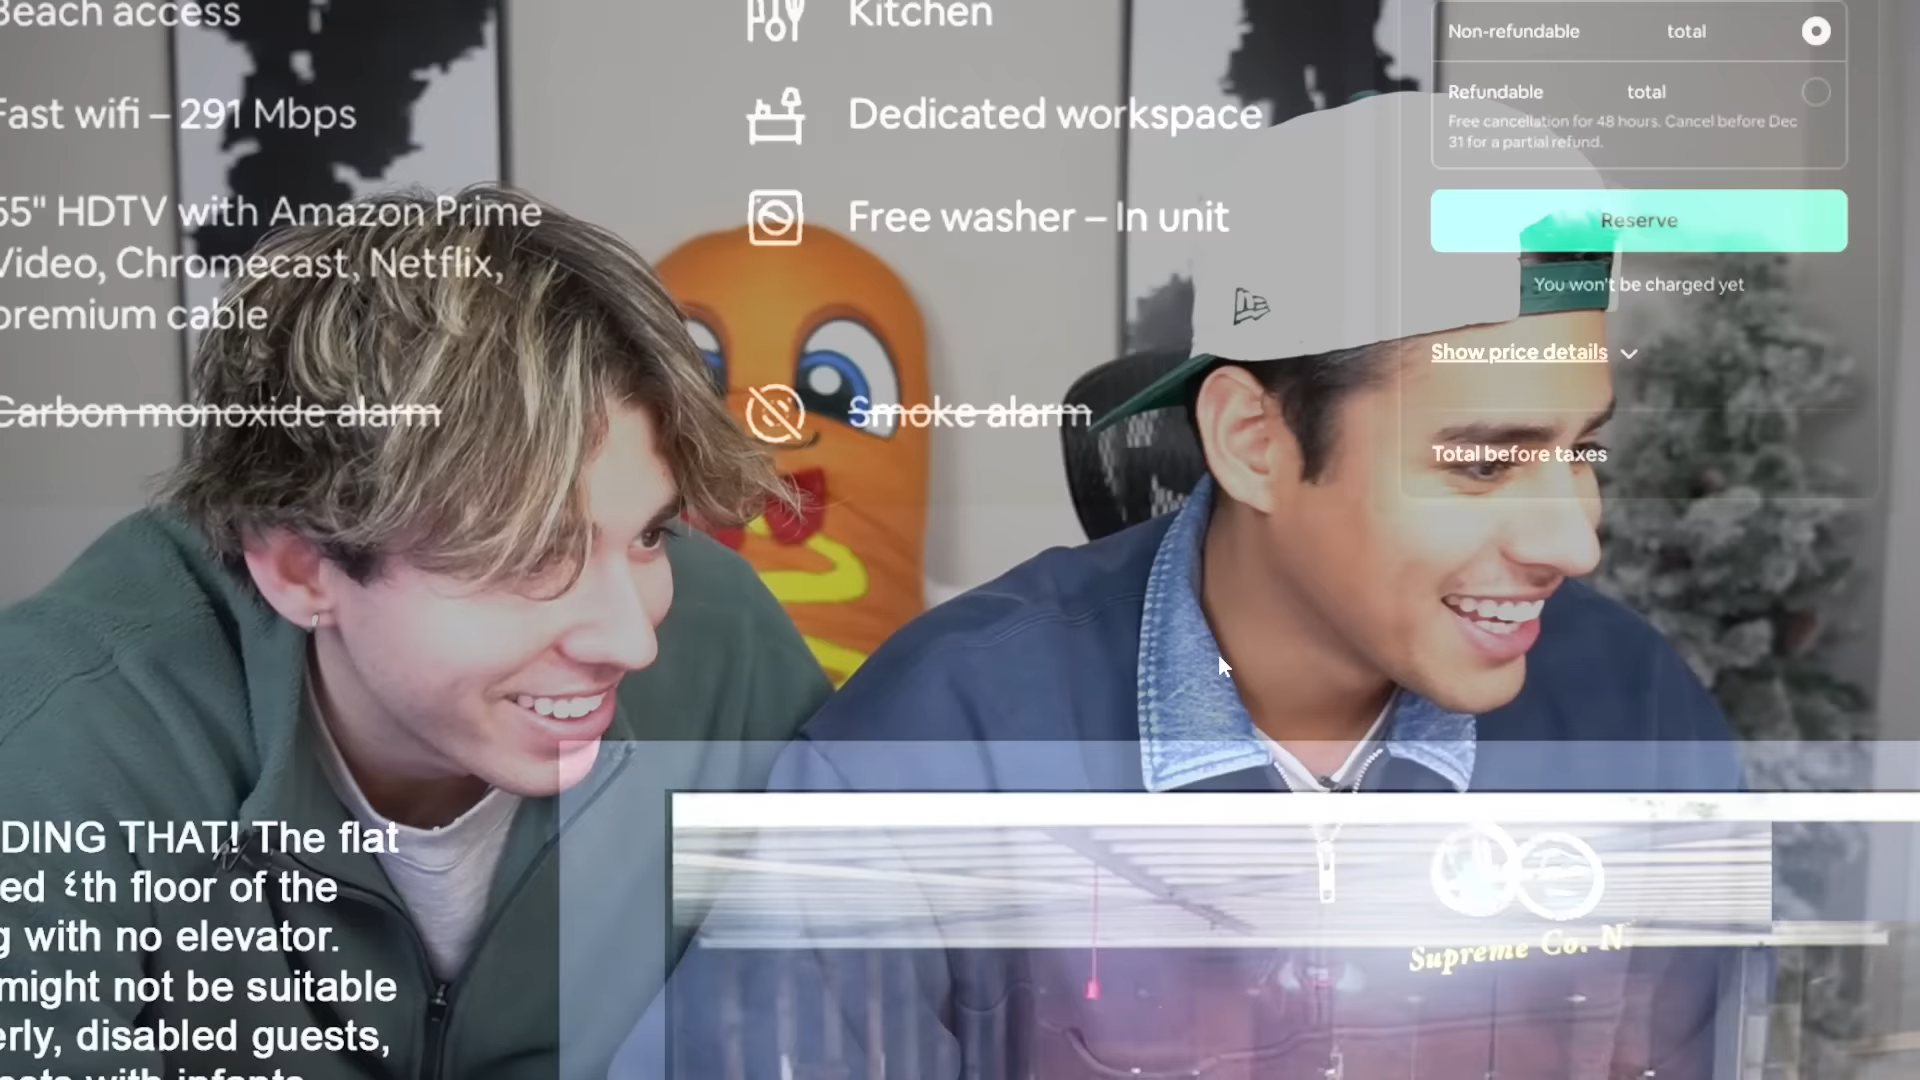 Beach access
Kitchen
Fast wifi – 291 Mbps
Dedicated workspace
55" HDTV with Amazon Prime
Video, Chromecast, Netflix,
premium cable
Free washer – In unit
Carbon monoxide alarm
Smoke alarm
Non-refundable total
Refundable total
Free cancellation for 48 hours. Cancel before Dec
31 for a partial refund.
Reserve
You won't be charged yet
Show price details
Total before taxes
DING THAT! The flat
th floor of the
with no elevator.
might not be suitable
disabled guests,
with infants
Supreme Co. N